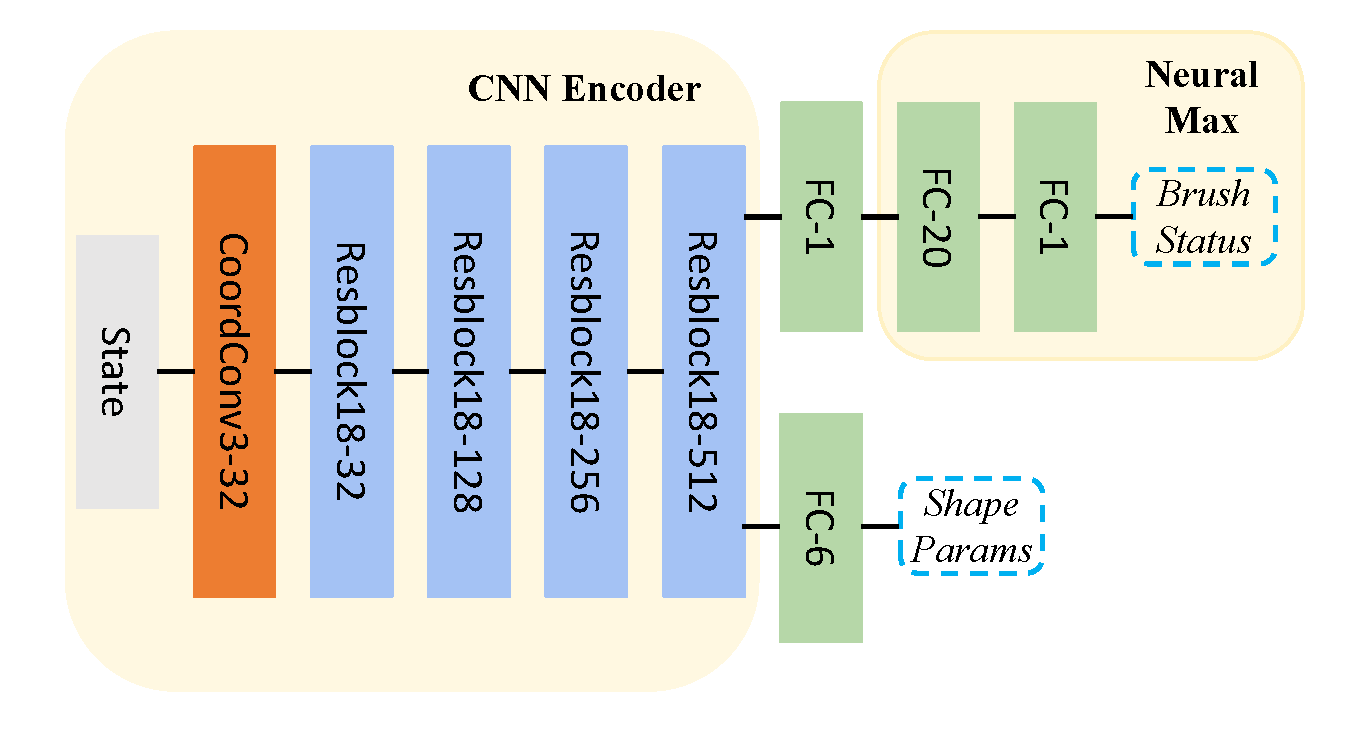 CNN Encoder
State
CoordConv3-32
Resblock18-32
Resblock18-128
Resblock18-256
Resblock18-512
FC-1
Neural
Max
FC-20
FC-1
Brush
Status
FC-6
Shape
Params